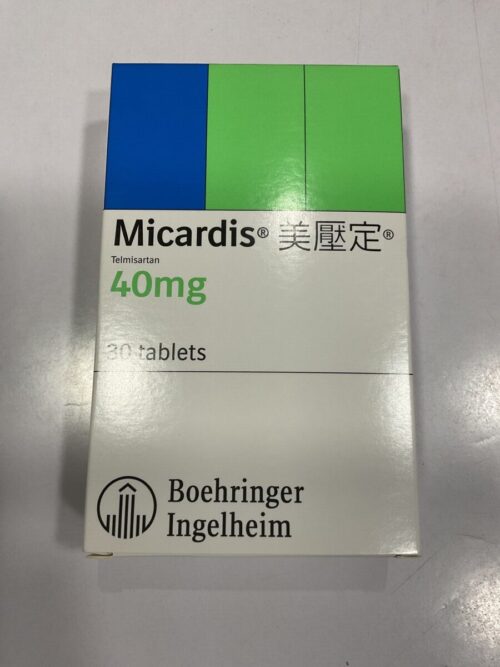 Micardis® 美壓定®
Telmisartan
40mg
30 tablets
Boehringer
Ingelheim